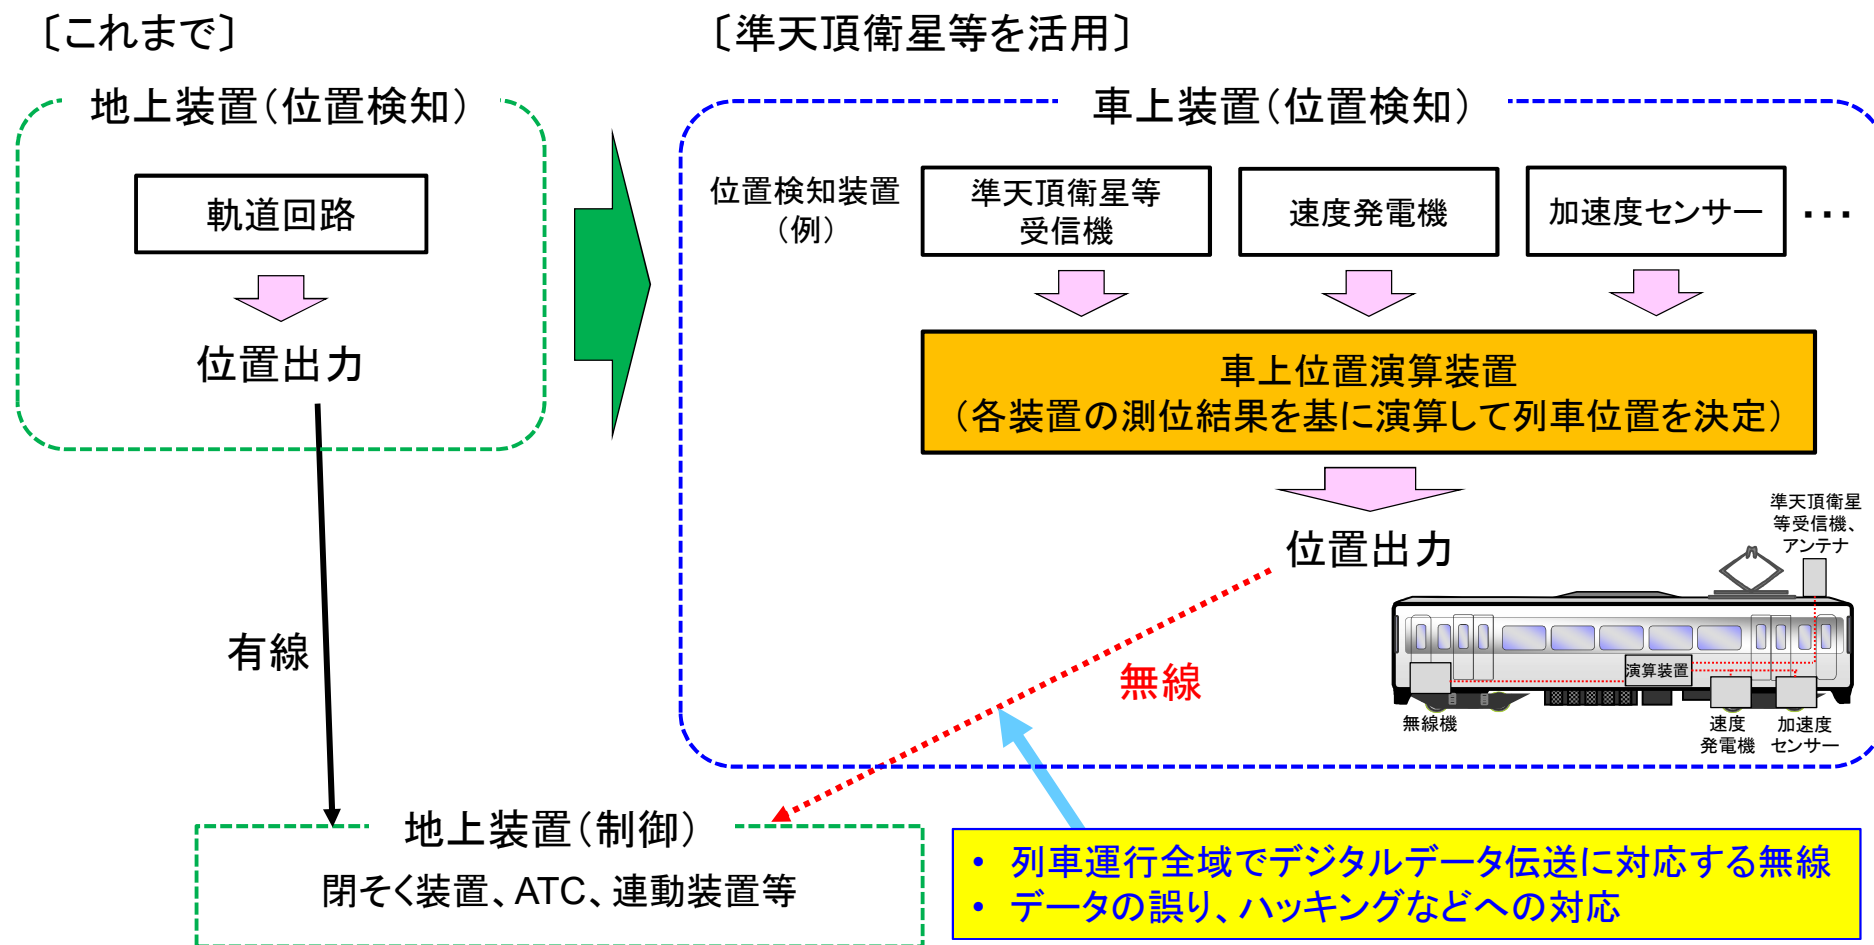 〔これまで〕
地上装置（位置検知）
軌道回路
位置出力
有線
〔準天頂衛星等を活用〕
車上装置（位置検知）
位置検知装置
（例）
準天頂衛星等
受信機
速度発電機
加速度センサー
・・・
車上位置演算装置
（各装置の測位結果を基に演算して列車位置を決定）
位置出力
準天頂衛星
等受信機、
アンテナ
演算装置
無線機
速度
発電機
加速度
センサー
無線
地上装置（制御）
閉そく装置、ATC、連動装置等
• 列車運行全域でデジタルデータ伝送に対応する無線
• データの誤り、ハッキングなどへの対応